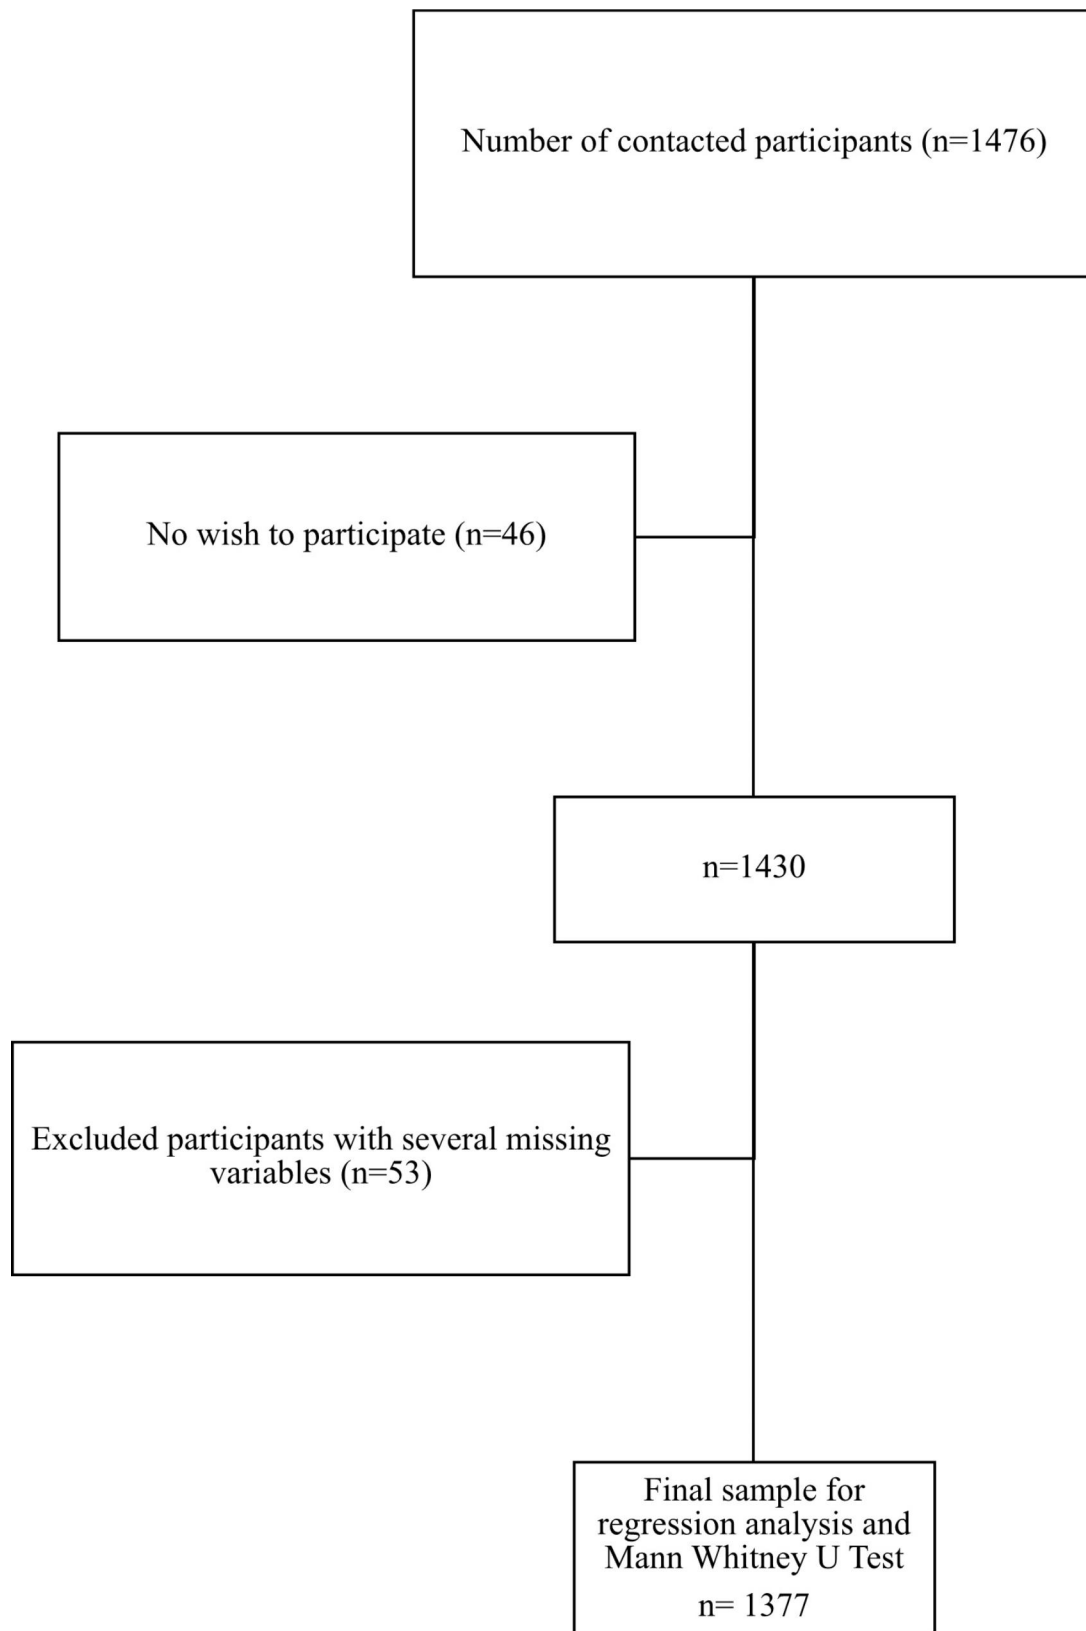 Number of contacted participants (n=1476)
No wish to participate (n=46)
n=1430
Excluded participants with several missing
variables (n=53)
Final sample for
regression analysis and
Mann Whitney U Test
n= 1377